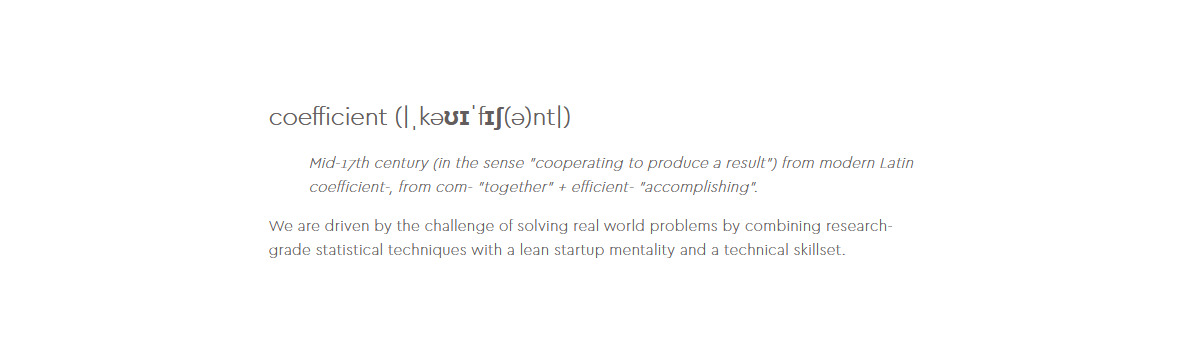 coefficient (|ˌkəʊɪˈfɪʃ(ə)nt|)
Mid-17th century (in the sense "cooperating to produce a result") from modern Latin
coefficient-, from com- "together" + efficient- "accomplishing".
We are driven by the challenge of solving real world problems by combining research-
grade statistical techniques with a lean startup mentality and a technical skillset.